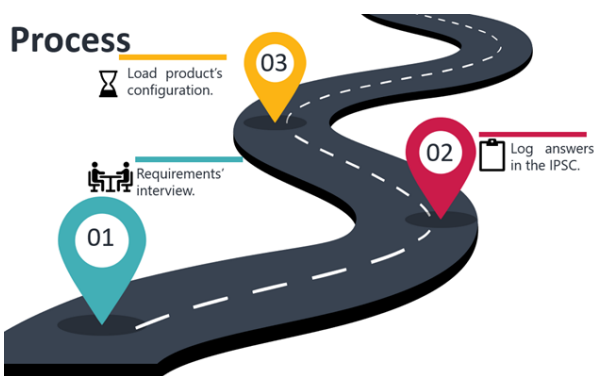 Process
03
Load product's
configuration.
02
Log answers
in the IPSC.
Requirements'
interview.
01